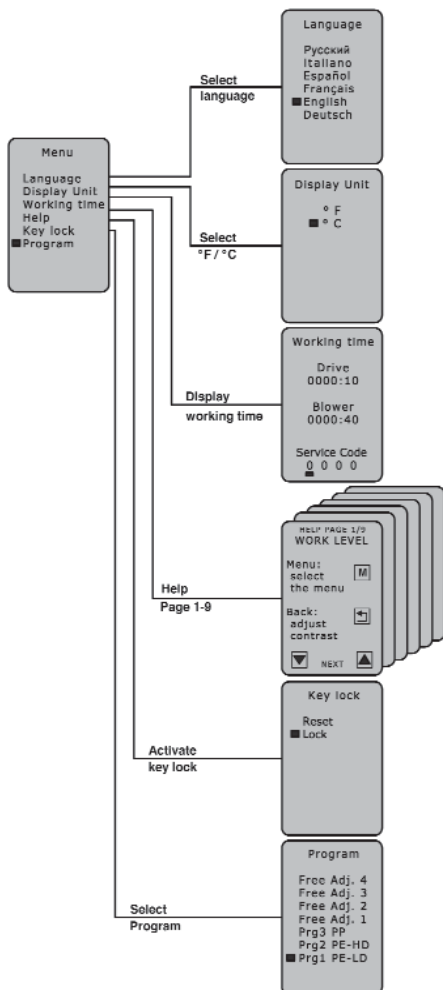 Menu
Language
Display Unit
Working time
Help
Key lock
Program
Select
language
Language
Русский
Italiano
Español
Français
English
Deutsch
Select
°F / °C
Display Unit
° F
° C
Display
working time
Working time
Drive
0000:10
Blower
0000:40
Service Code
0 0 0 0
Help
Page 1-9
HELP PAGE 1/9
WORK LEVEL
Menu:
select
the menu
M
Back:
adjust
contrast
NEXT
Activate
key lock
Key lock
Reset
Lock
Select
Program
Program
Free Adj. 4
Free Adj. 3
Free Adj. 2
Free Adj. 1
Prg3 PP
Prg2 PE-HD
Prg1 PE-LD